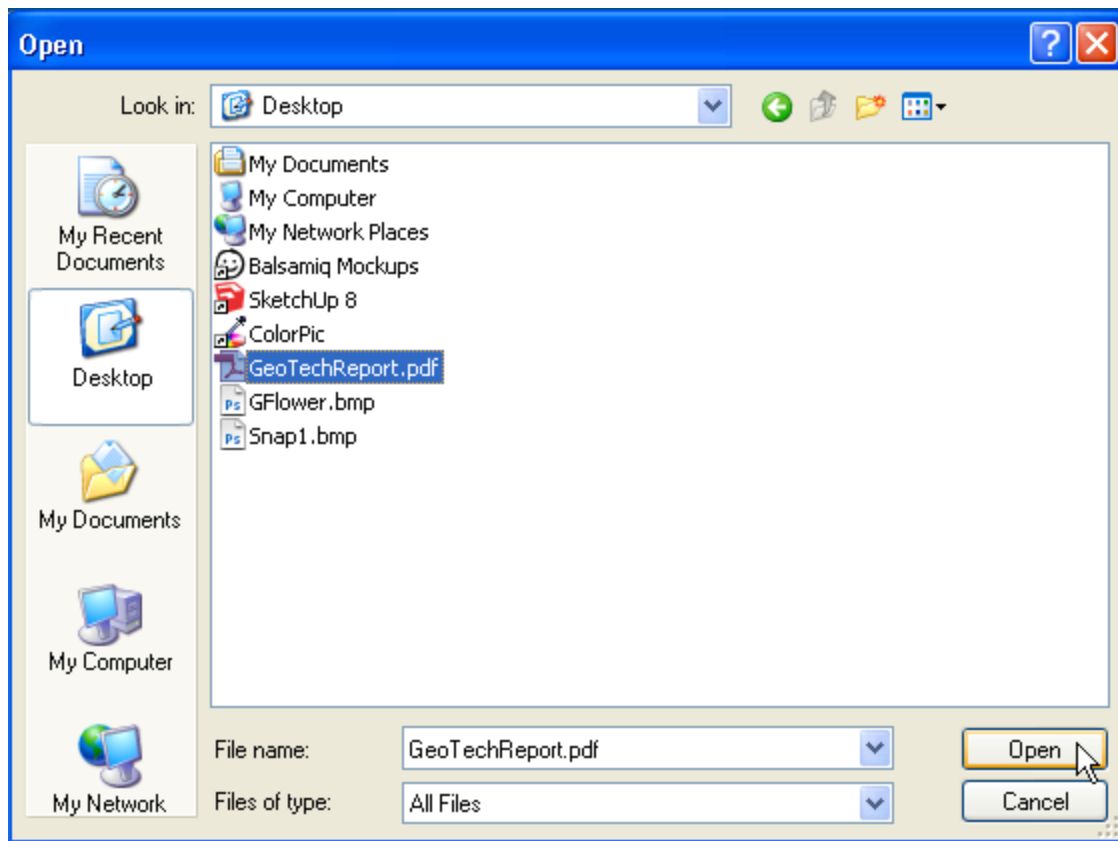 Open
Look in: Desktop
My Recent
Documents
Desktop
My Documents
My Computer
My Network
My Documents
My Computer
My Network Places
Balsamiq Mockups
SketchUp 8
ColorPic
GeoTechReport.pdf
Ps GFlower.bmp
Ps Snap1.bmp
File name: GeoTechReport.pdf Open
Files of type: All Files Cancel